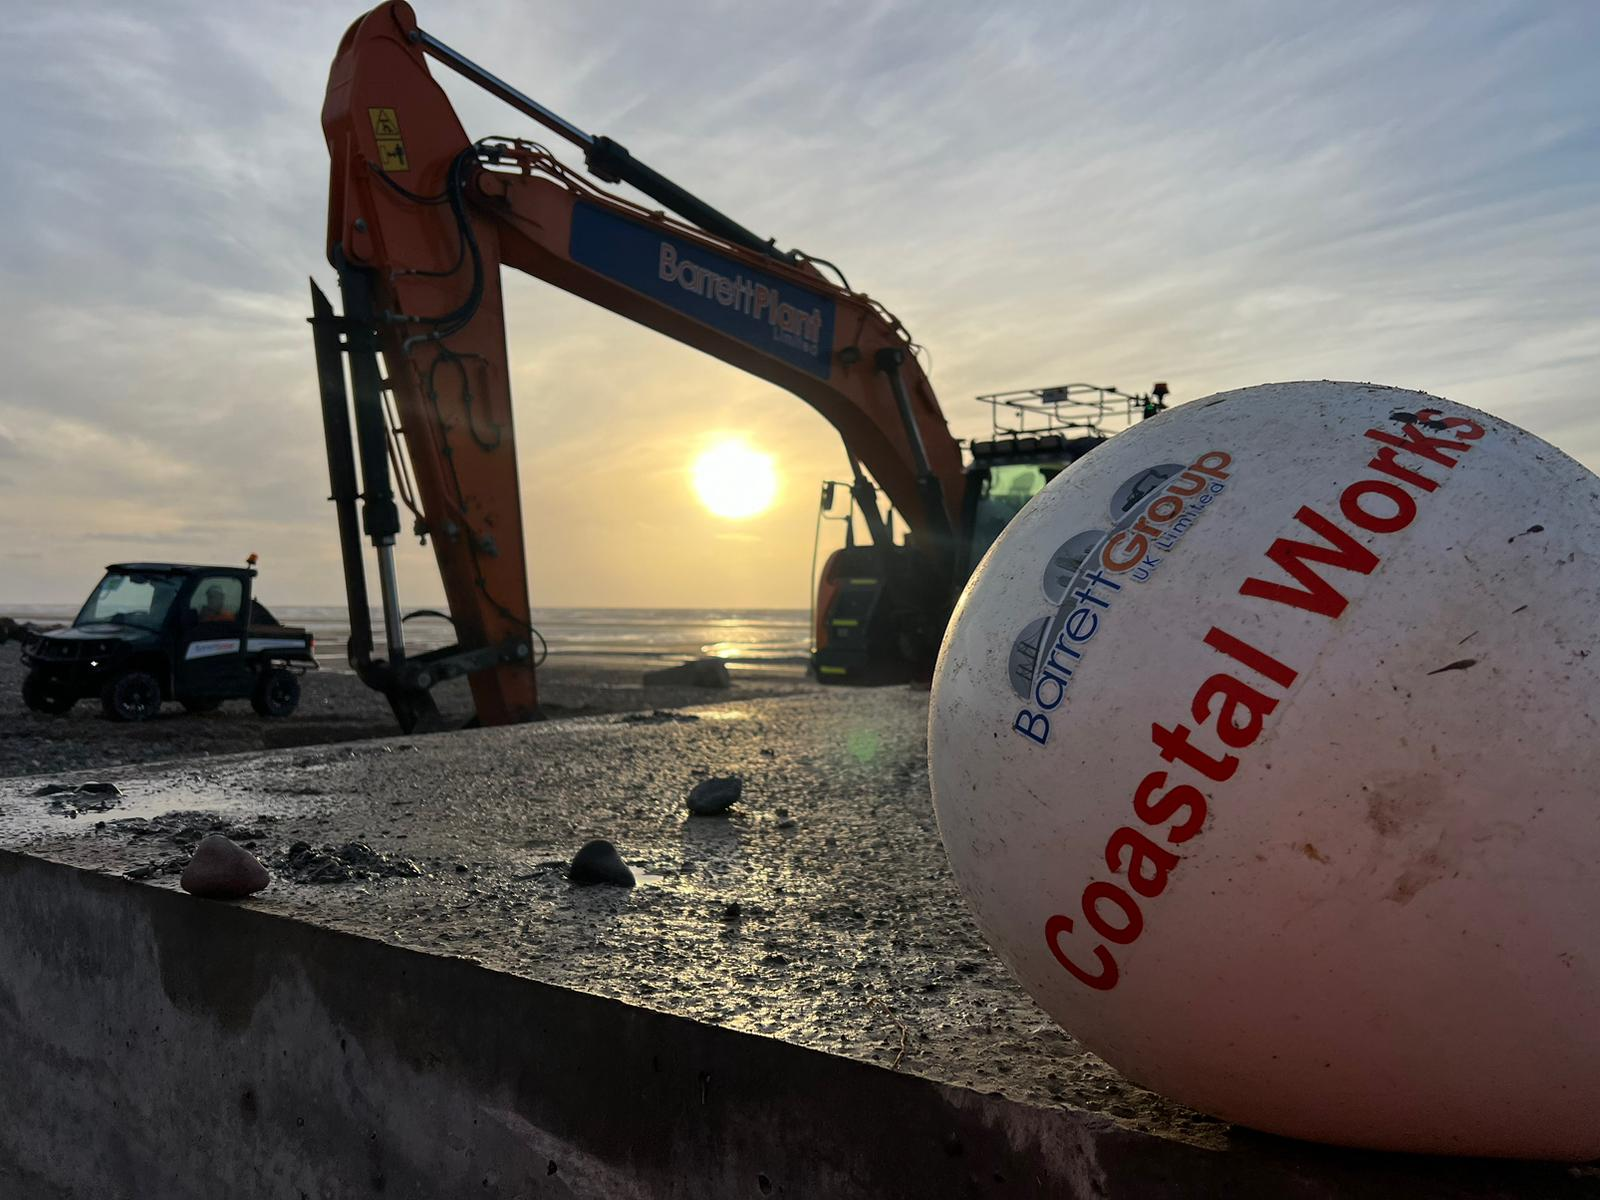 BarrettPlant
Limited
BarrettGroup
UK Limited
Coastal Works